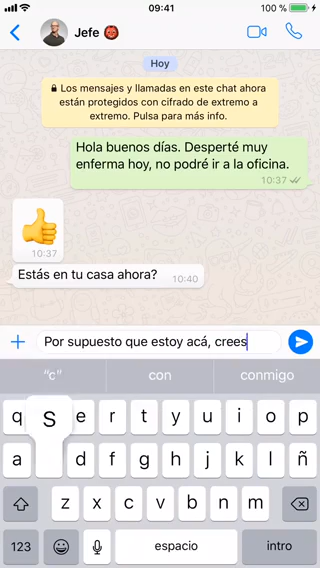 09:41
100 %
Jefe 👹
Hoy
🔒 Los mensajes y llamadas en este chat ahora
están protegidos con cifrado de extremo a
extremo. Pulsa para más info.
Hola buenos días. Desperté muy
enferma hoy, no podré ir a la oficina.
10:37
👍
10:37
Estás en tu casa ahora?
10:40
Por supuesto que estoy acá, crees
“c” con conmigo
q S e r t y u i o p
a d f g h j k l ñ
z x c v b n m
123 espacio intro